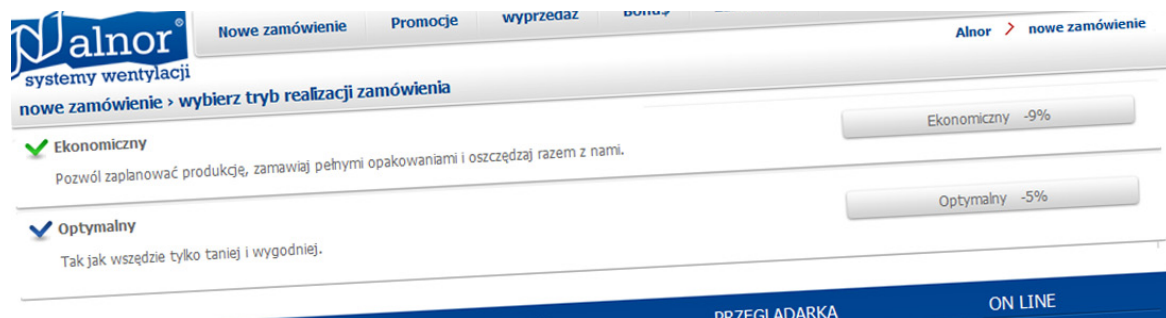 Nowe zamówienie Promocje wyprzedaż Bonu$
alnor®
systemy wentylacji
Alnor > nowe zamówienie
nowe zamówienie › wybierz tryb realizacji zamówienia
Ekonomiczny
Ekonomiczny -9%
Pozwól zaplanować produkcję, zamawiaj pełnymi opakowaniami i oszczędzaj razem z nami.
Optymalny
Optymalny -5%
Tak jak wszędzie tylko taniej i wygodniej.
PRZEGLĄDARKA ON LINE